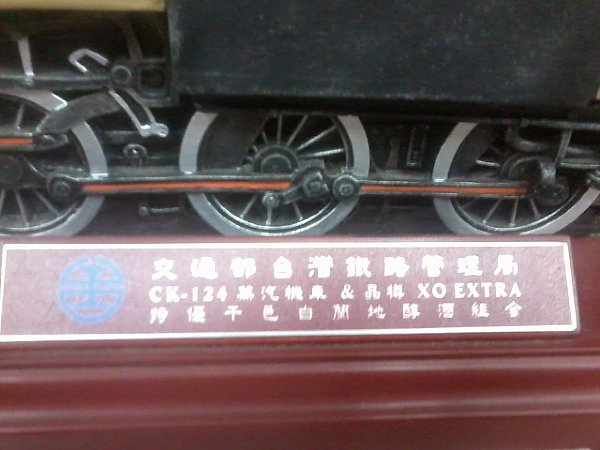 交通部台灣鐵路管理局
CK-124 蒸汽機車 & 晶槓 XO EXTRA
特優干邑白蘭地醇酒組合